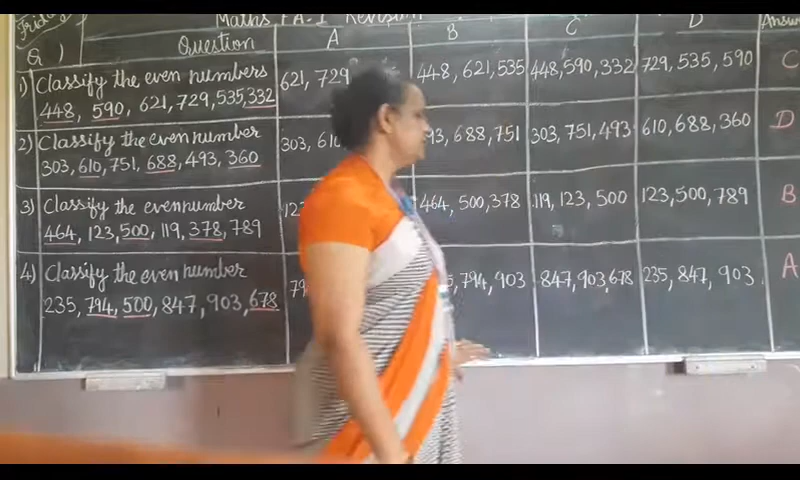 Maths FA-1 Revision
Friday
Q) Question A B C D Answer
1) Classify the even numbers
448, 590, 621, 729, 535, 332
621, 729
448, 621, 535
448, 590, 332
729, 535, 590
C
2) Classify the even number
303, 610, 751, 688, 493, 360
303, 610
493, 688, 751
303, 751, 493
610, 688, 360
D
3) Classify the even number
464, 123, 500, 119, 378, 789
464, 500, 378
119, 123, 500
123, 500, 789
B
4) Classify the even number
235, 794, 500, 847, 903, 678
794, 903
847, 903, 678
235, 847, 903
A